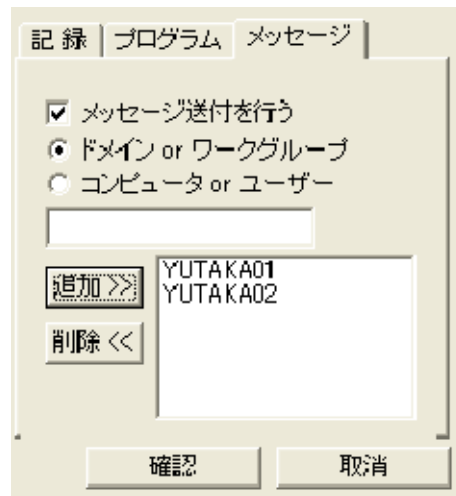 記 録 プログラム メッセージ
メッセージ送付を行う
ドメイン or ワークグループ
コンピュータ or ユーザー
追加 >>
YUTAKA01
YUTAKA02
削除 <<
確認 取消